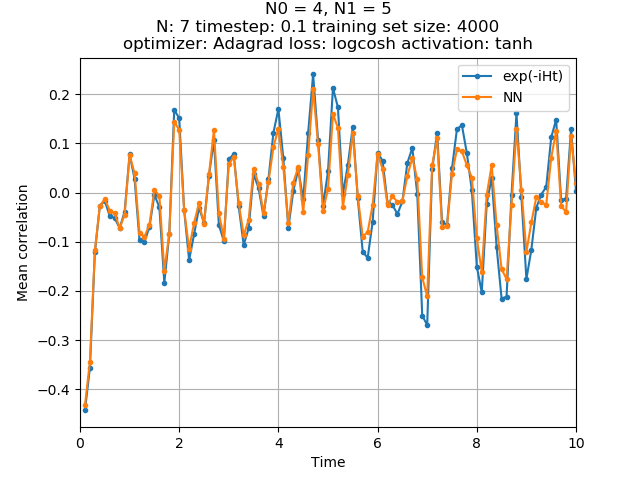 N0 = 4, N1 = 5
N: 7 timestep: 0.1 training set size: 4000
optimizer: Adagrad loss: logcosh activation: tanh
exp(-iHt)
NN
0.2
0.1
0.0
−0.1
−0.2
−0.3
−0.4
Mean correlation
0 2 4 6 8 10
Time